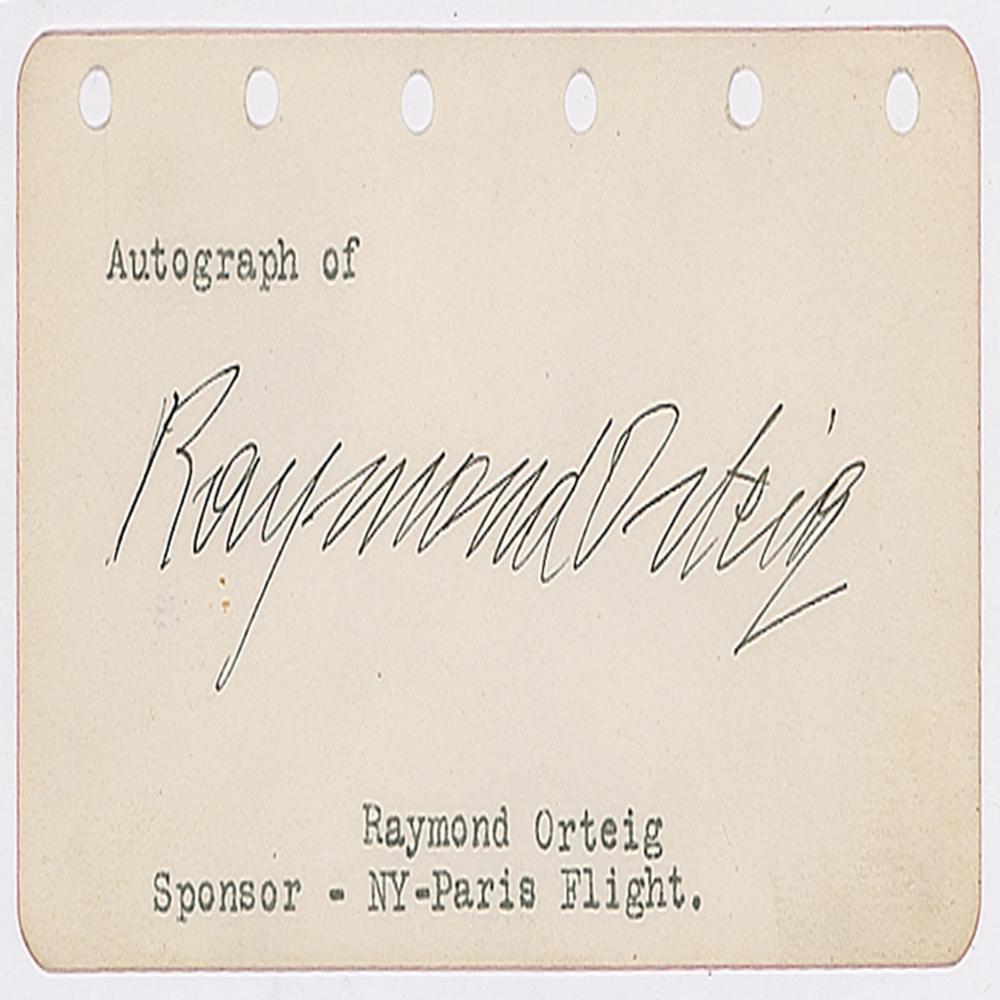 Autograph of
Raymond Orteig
Raymond Orteig
Sponsor - NY-Paris Flight.